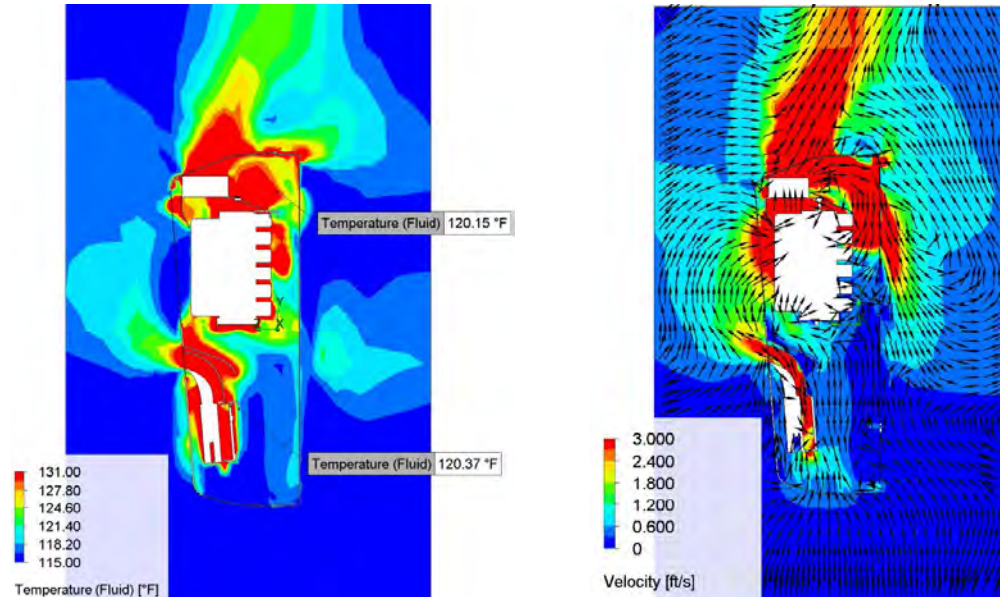 Temperature (Fluid) 120.15 °F
Y
X
Temperature (Fluid) 120.37 °F
131.00
127.80
124.60
121.40
118.20
115.00
Temperature (Fluid) [°F]
3.000
2.400
1.800
1.200
0.600
0
Velocity [ft/s]